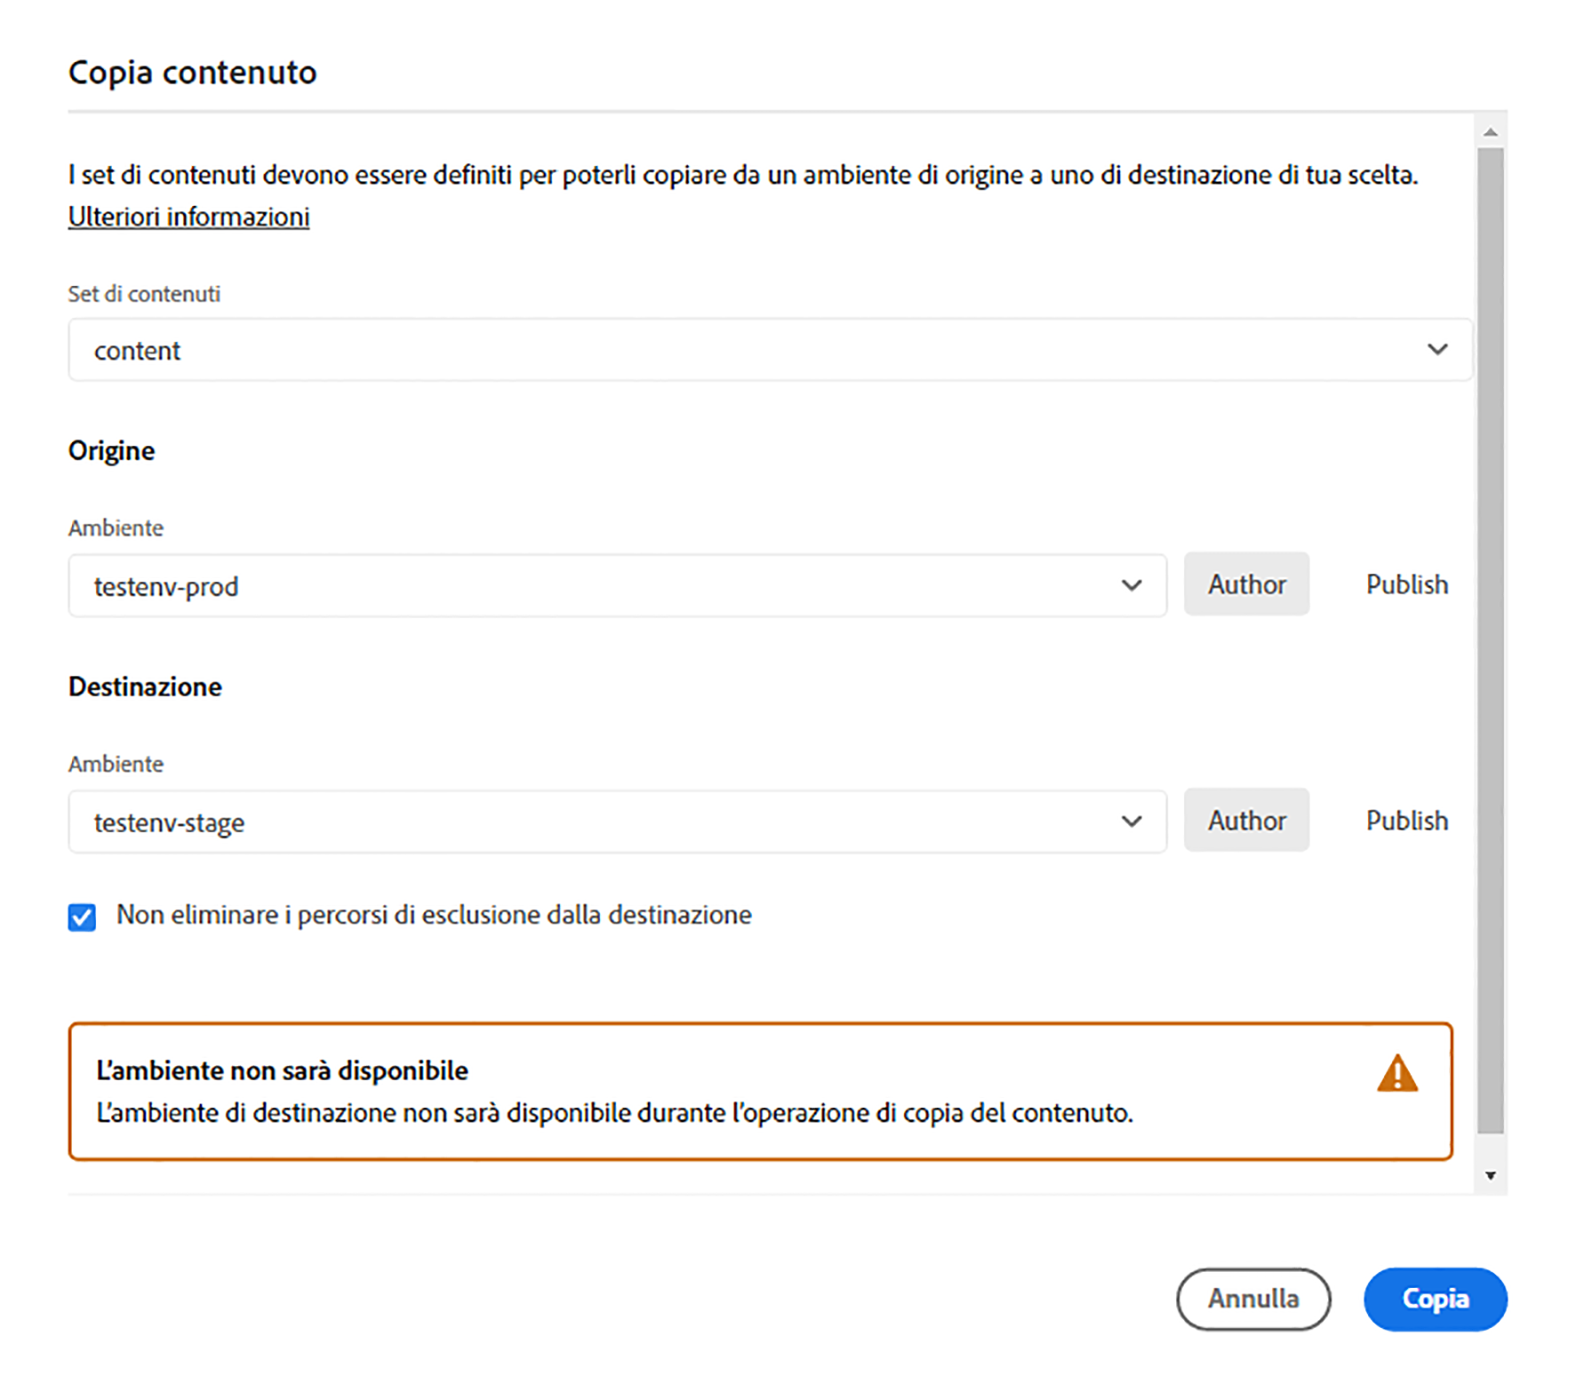 Copia contenuto
I set di contenuti devono essere definiti per poterli copiare da un ambiente di origine a uno di destinazione di tua scelta.
Ulteriori informazioni
Set di contenuti
content
Origine
Ambiente
testenv-prod
Author
Publish
Destinazione
Ambiente
testenv-stage
Author
Publish
Non eliminare i percorsi di esclusione dalla destinazione
L’ambiente non sarà disponibile
L’ambiente di destinazione non sarà disponibile durante l’operazione di copia del contenuto.
Annulla
Copia